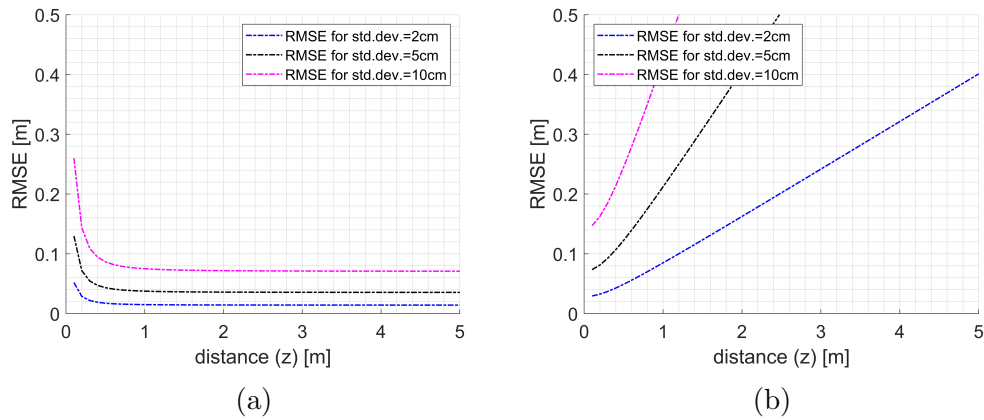 0.5
0.4
0.3
0.2
0.1
0
RMSE [m]
RMSE for std.dev.=2cm
RMSE for std.dev.=5cm
RMSE for std.dev.=10cm
0 1 2 3 4 5
distance (z) [m]
(a)
0.5
0.4
0.3
0.2
0.1
0
RMSE [m]
RMSE for std.dev.=2cm
RMSE for std.dev.=5cm
RMSE for std.dev.=10cm
0 1 2 3 4 5
distance (z) [m]
(b)